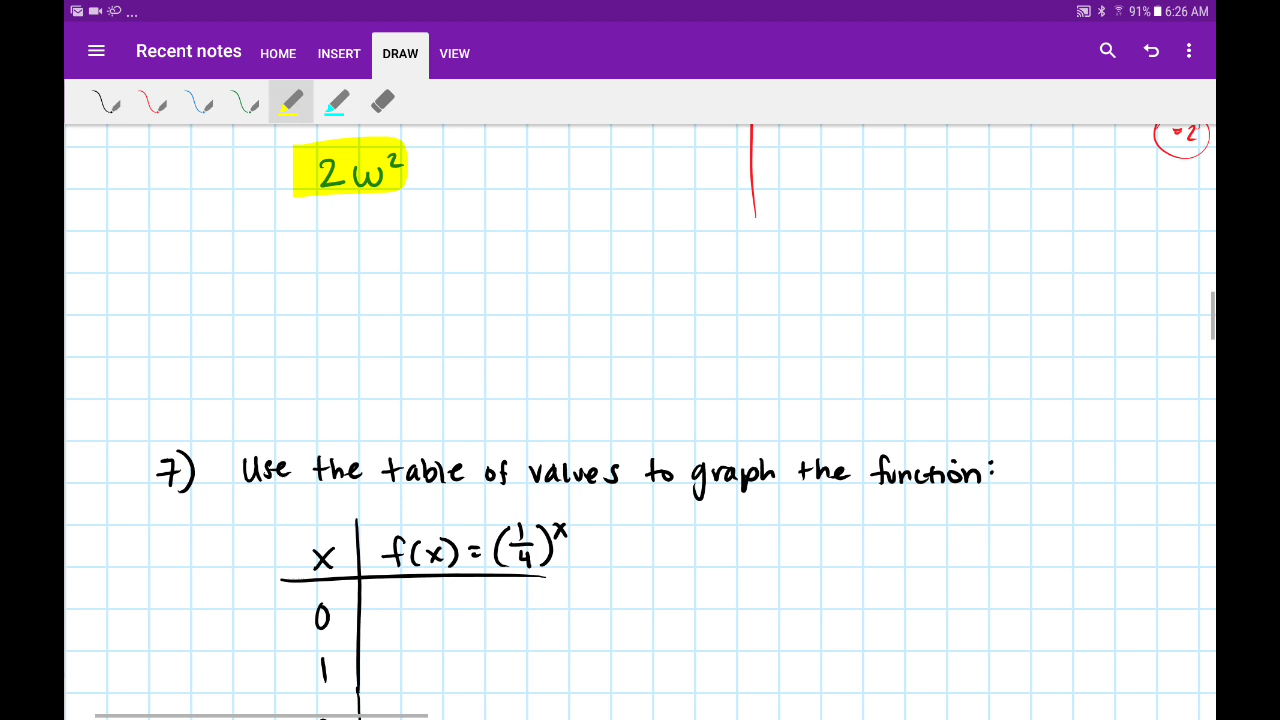 ... 91% 6:26 AM
Recent notes HOME INSERT DRAW VIEW
-2
2w²
7) Use the table of values to graph the function:
x f(x) = (1/4)^x
0
1